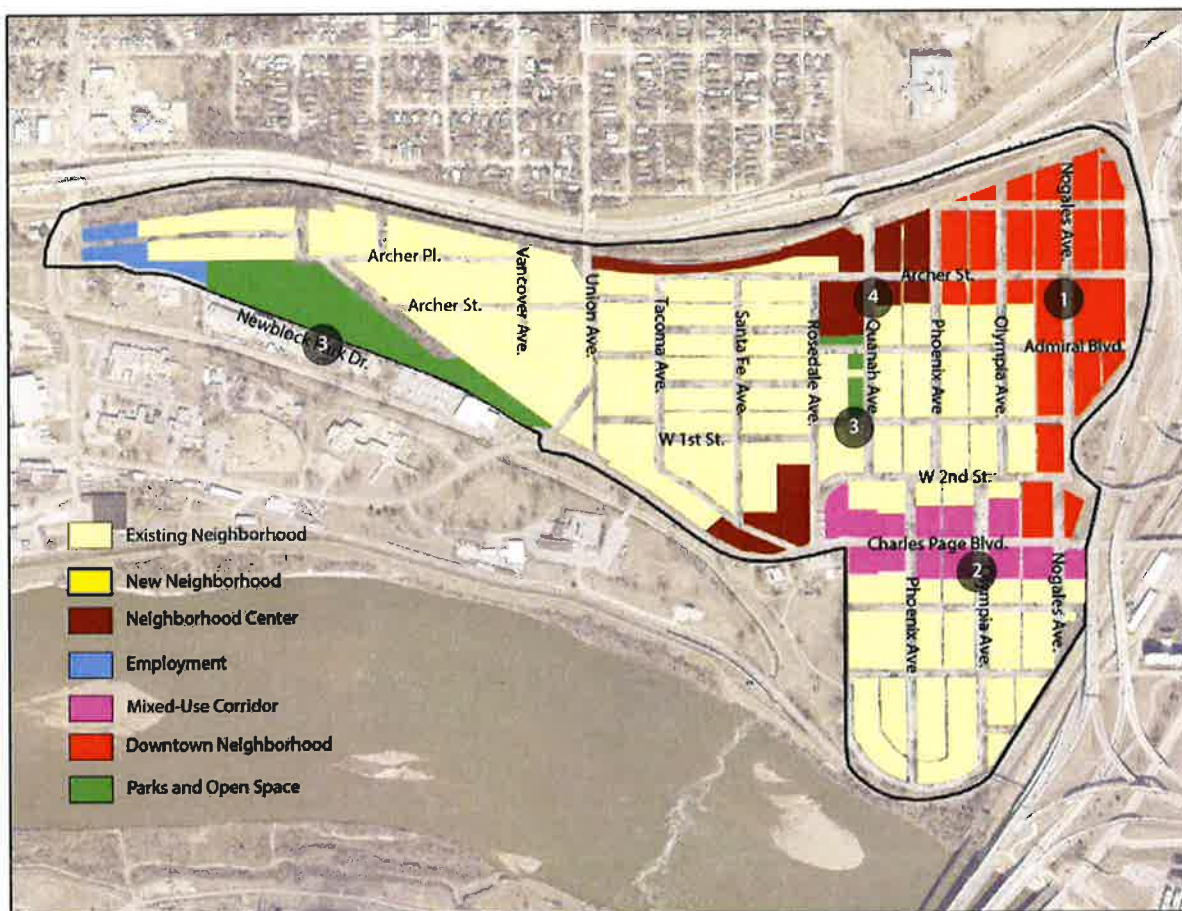 Nogales Ave.
Archer Pl.
Archer St.
Vancover Ave.
Union Ave.
Archer St.
4
1
Tacoma Ave.
Santa Fe Ave.
Rosedale Ave.
Quanah Ave.
Phoenix Ave.
Olympia Ave.
Admiral Blvd.
Newblock Park Dr.
3
3
W 1st St.
W 2nd St.
Charles Page Blvd.
2
Phoenix Ave.
Nogales Ave.
Existing Neighborhood
New Neighborhood
Neighborhood Center
Employment
Mixed-Use Corridor
Downtown Neighborhood
Parks and Open Space